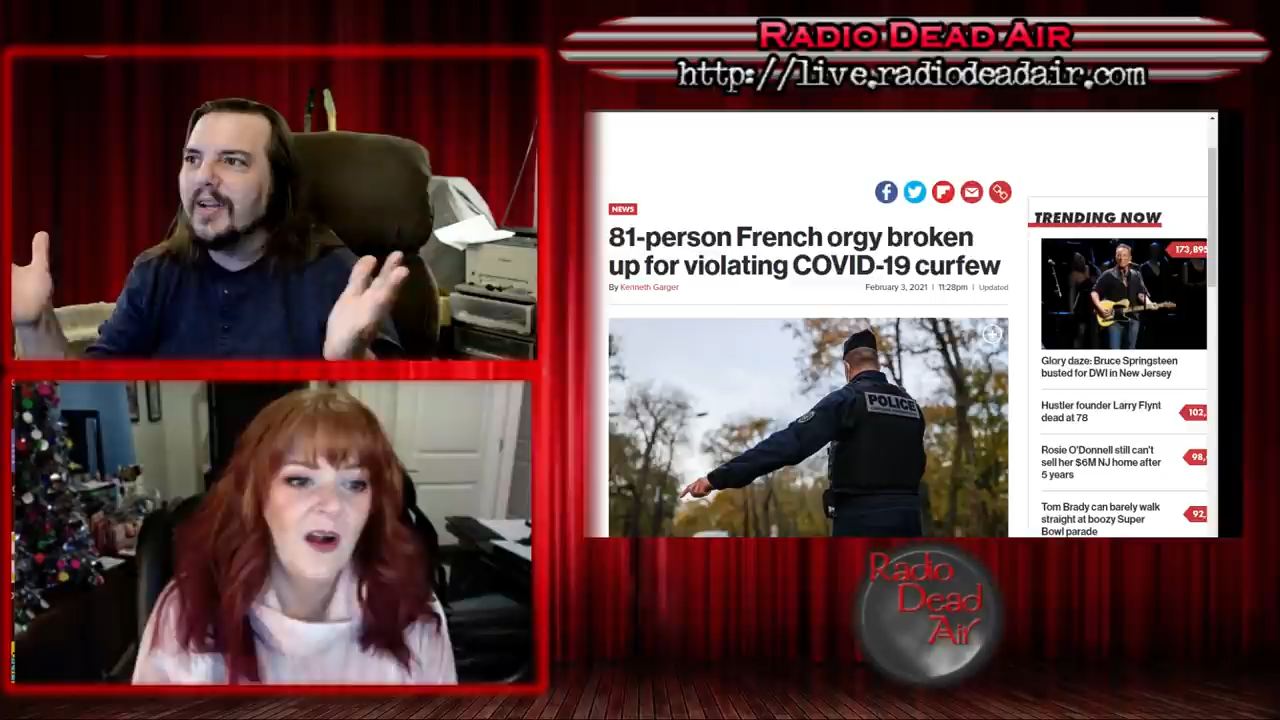 RADIO DEAD AIR
http://live.radiodeadair.com
NEWS
81-person French orgy broken
up for violating COVID-19 curfew
By Kenneth Garger
February 3, 2021 | 11:28pm | Updated
POLICE
TRENDING NOW
173,895
Glory daze: Bruce Springsteen
busted for DWI in New Jersey
Hustler founder Larry Flynt
dead at 78
102,
Rosie O'Donnell still can't
sell her $6M NJ home after
5 years
98,
Tom Brady can barely walk
straight at boozy Super
Bowl parade
92,
Radio
Dead
Air